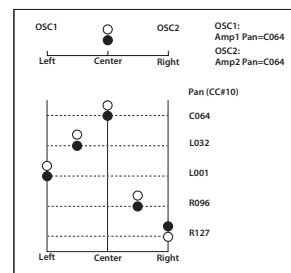 OSC1 OSC2 OSC1:
Amp1 Pan=C064
OSC2:
Amp2 Pan=C064
Left Center Right
Pan (CC#10)
C064
L032
L001
R096
R127
Left Center Right